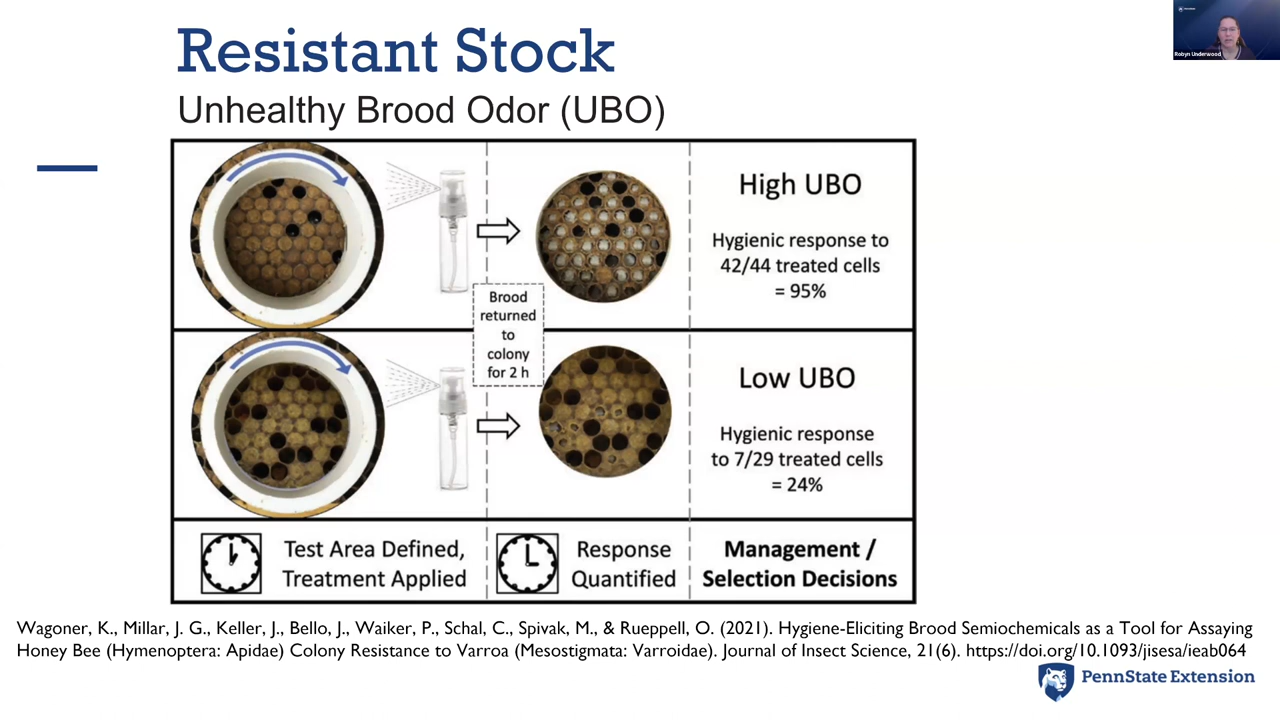 Resistant Stock
Unhealthy Brood Odor (UBO)
Robyn Underwood
High UBO
Hygienic response to
42/44 treated cells
= 95%
Brood
returned
to
colony
for 2 h
Low UBO
Hygienic response
to 7/29 treated cells
= 24%
Test Area Defined,
Treatment Applied
Response
Quantified
Management /
Selection Decisions
Wagoner, K., Millar, J. G., Keller, J., Bello, J., Waiker, P., Schal, C., Spivak, M., & Rueppell, O. (2021). Hygiene-Eliciting Brood Semiochemicals as a Tool for Assaying
Honey Bee (Hymenoptera: Apidae) Colony Resistance to Varroa (Mesostigmata: Varroidae). Journal of Insect Science, 21(6). https://doi.org/10.1093/jisesa/ieab064
PennState Extension